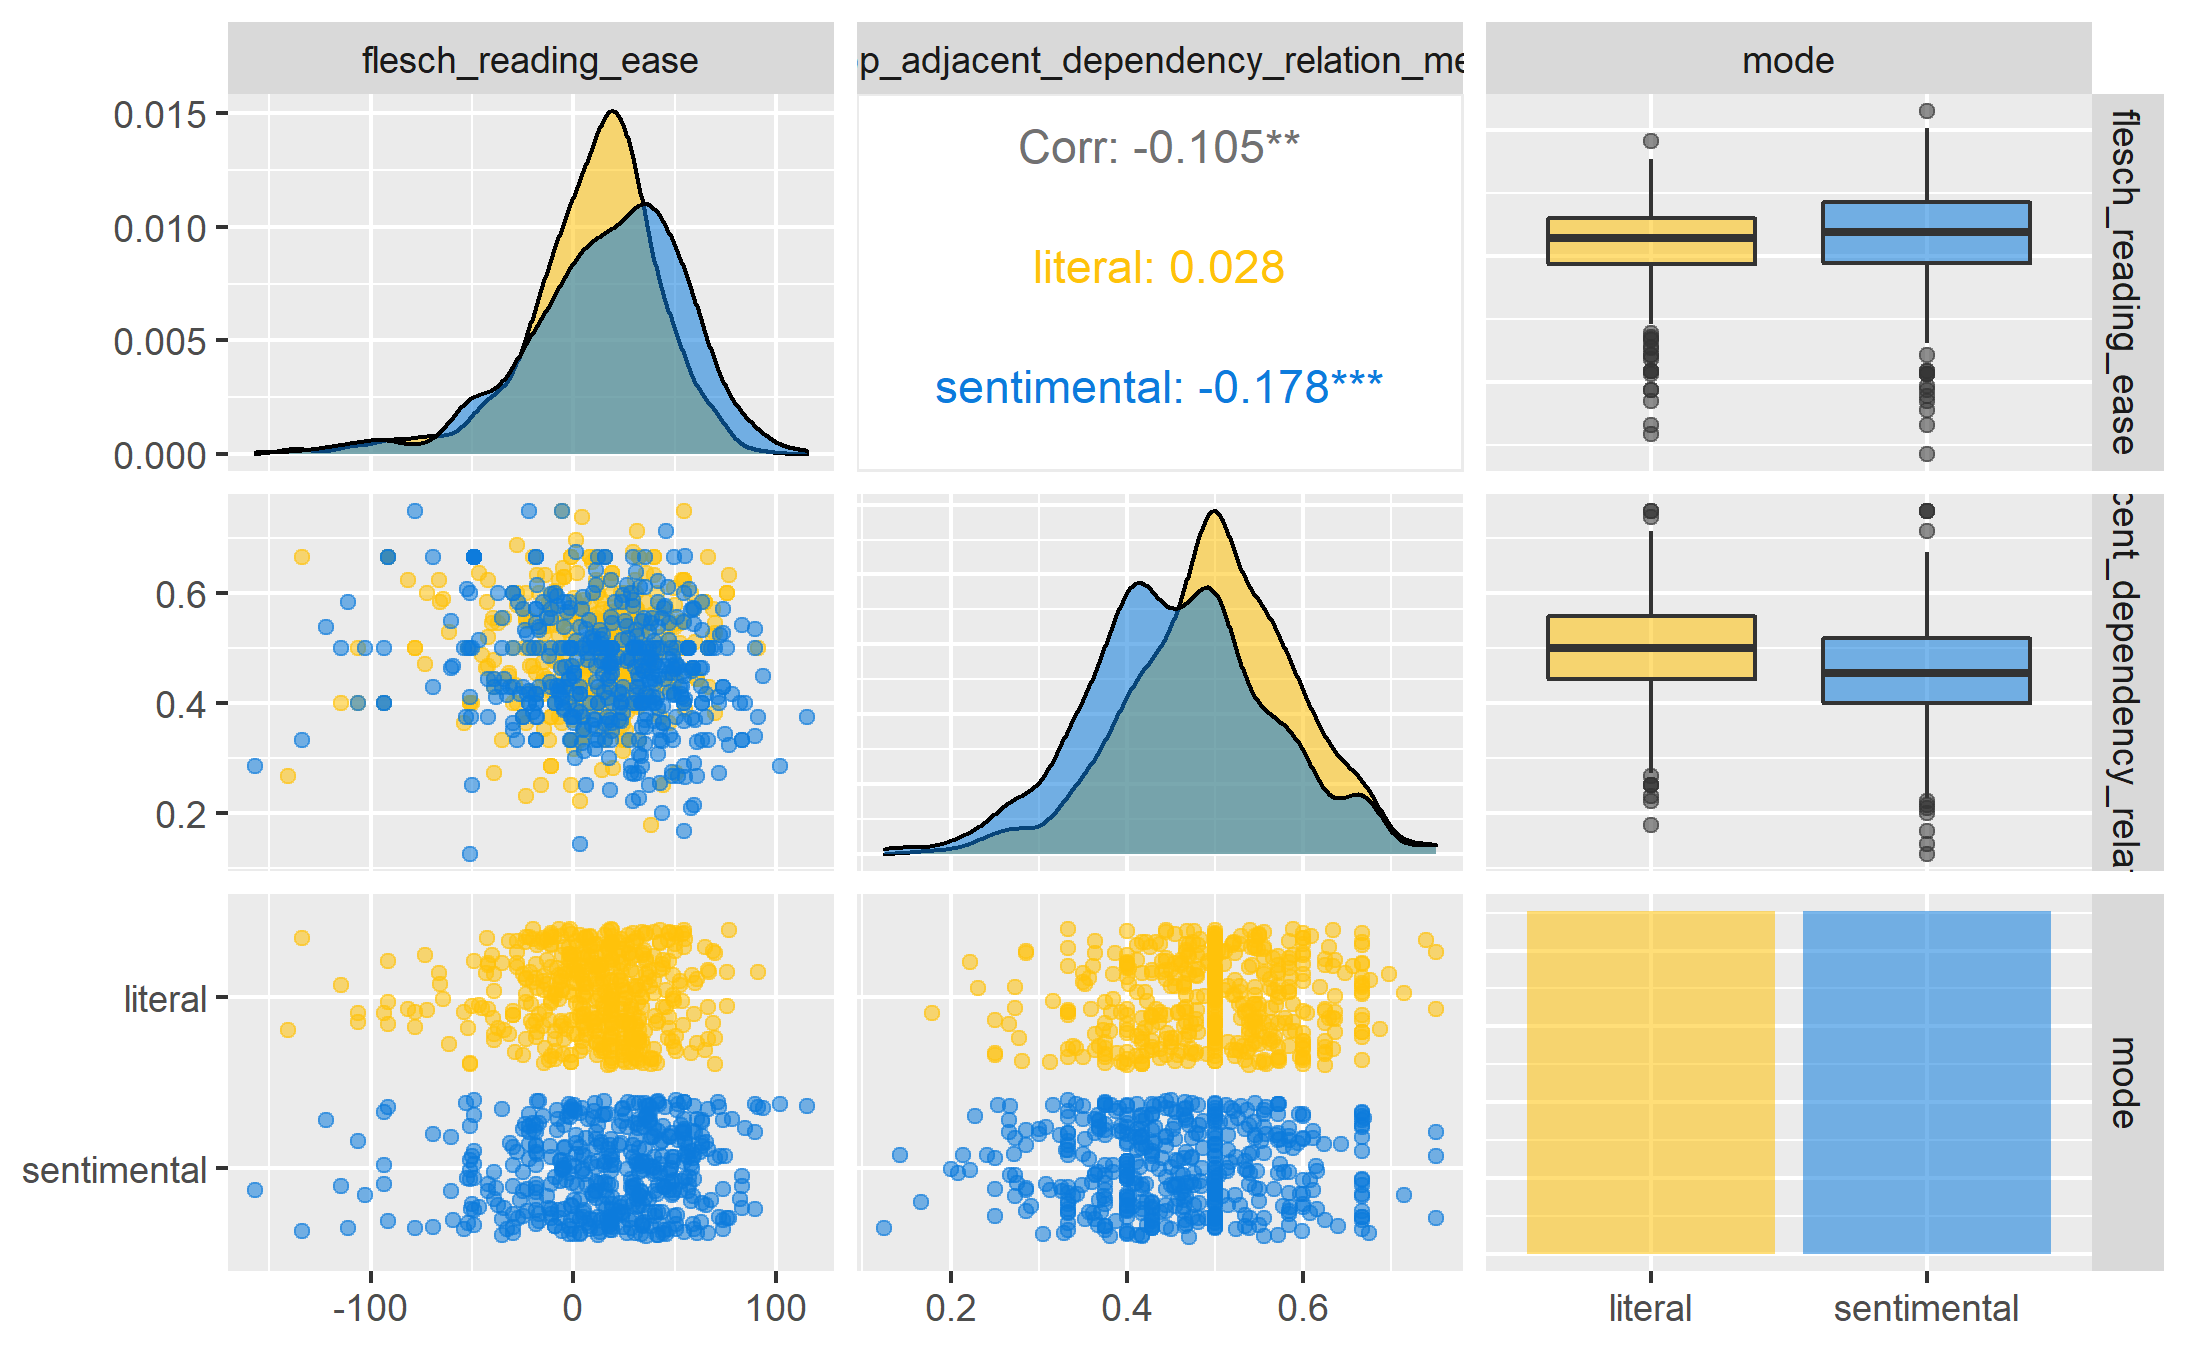 flesch_reading_ease
p_adjacent_dependency_relation_me
mode
0.015
0.010
0.005
0.000
Corr: -0.105**
literal: 0.028
sentimental: -0.178***
flesch_reading_ease
0.6
0.4
0.2
cent_dependency_rela
literal
sentimental
mode
-100
0
100
0.2
0.4
0.6
literal
sentimental